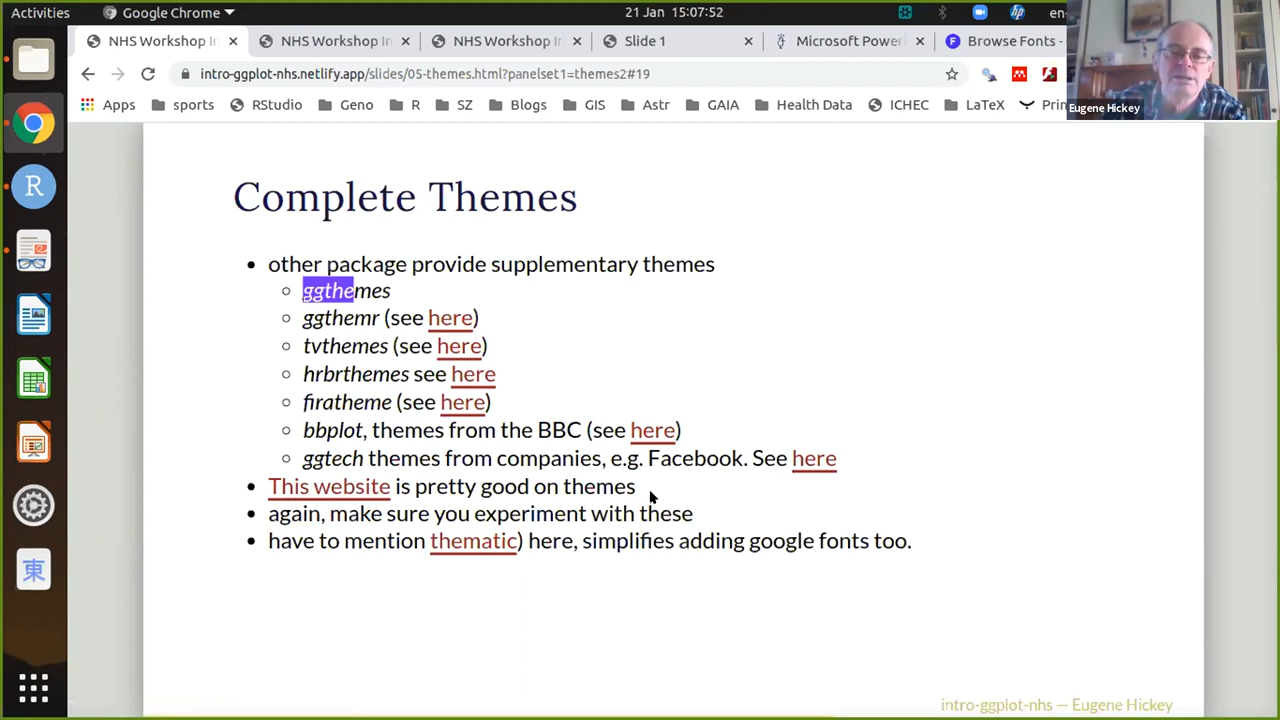 Activities
Google Chrome
21 Jan 15:07:52
en
NHS Workshop In
NHS Workshop In
NHS Workshop In
Slide 1
Microsoft Power
Browse Fonts -
intro-ggplot-nhs.netlify.app/slides/05-themes.html?panelset1=themes2#19
Apps
sports
RStudio
Geno
R
SZ
Blogs
GIS
Astr
GAIA
Health Data
ICHEC
LaTeX
Prin
Eugene Hickey
Complete Themes
other package provide supplementary themes
ggthemes
ggthemr (see here)
tvthemes (see here)
hrbrthemes see here
firatheme (see here)
bbplot, themes from the BBC (see here)
ggtech themes from companies, e.g. Facebook. See here
This website is pretty good on themes
again, make sure you experiment with these
have to mention thematic) here, simplifies adding google fonts too.
intro-ggplot-nhs — Eugene Hickey